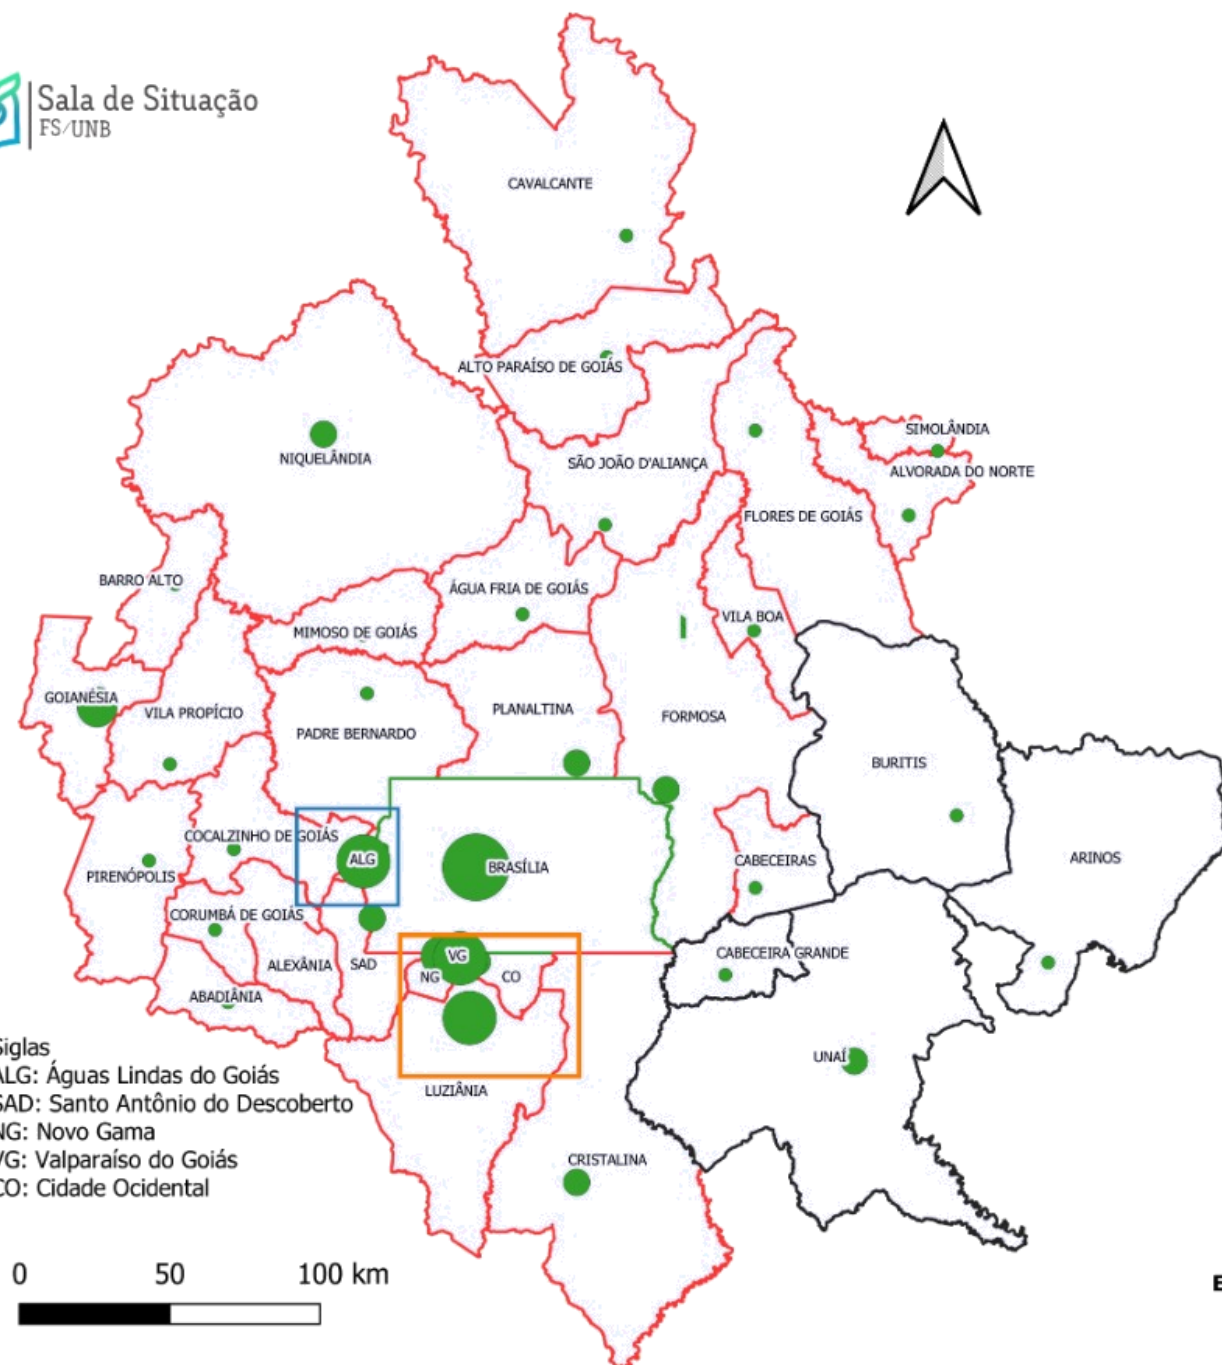 Sala de Situação
FS/UNB
CAVALCANTE
ALTO PARAÍSO DE GOIÁS
SIMOLÂNDIA
NIQUELÂNDIA
SÃO JOÃO D'ALIANÇA
ALVORADA DO NORTE
FLORES DE GOIÁS
BARRO ALTO
ÁGUA FRIA DE GOIÁS
VILA BOA
MIMOSO DE GOIÁS
GOIANÉSIA
VILA PROPÍCIO
PLANALTINA
FORMOSA
PADRE BERNARDO
BURITIS
COCALZINHO DE GOIÁS
ALG
BRASÍLIA
CABECEIRAS
ARINOS
PIRENÓPOLIS
CORUMBÁ DE GOIÁS
CABECEIRA GRANDE
VG
ALEXÂNIA
SAD
NG
CO
ABADIÂNIA
UNAÍ
LUZIÂNIA
CRISTALINA
Siglas
ALG: Águas Lindas do Goiás
SAD: Santo Antônio do Descoberto
NG: Novo Gama
VG: Valparaíso do Goiás
CO: Cidade Ocidental
0 50 100 km